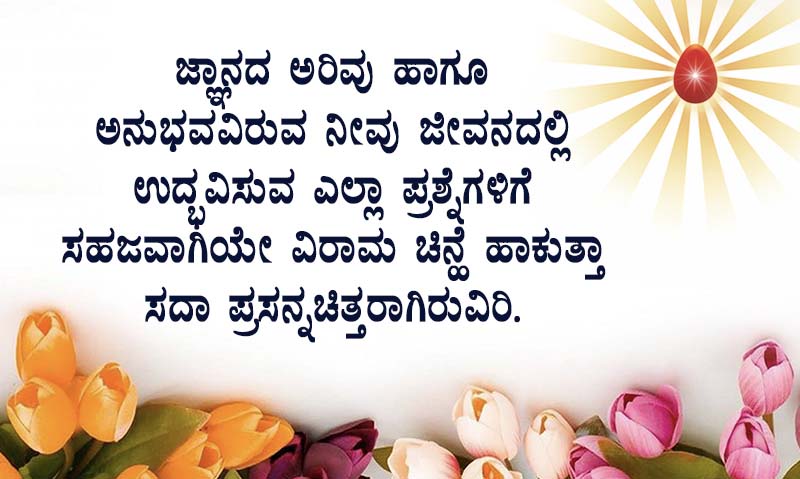 ಜ್ಞಾನದ ಅರಿವು ಹಾಗೂ
ಅನುಭವವಿರುವ ನೀವು ಜೀವನದಲ್ಲಿ
ಉದ್ಭವಿಸುವ ಎಲ್ಲಾ ಪ್ರಶ್ನೆಗಳಿಗೆ
ಸಹಜವಾಗಿಯೇ ವಿರಾಮ ಚಿನ್ಹೆ ಹಾಕುತ್ತಾ
ಸದಾ ಪ್ರಸನ್ನಚಿತ್ತರಾಗಿರುವಿರಿ.